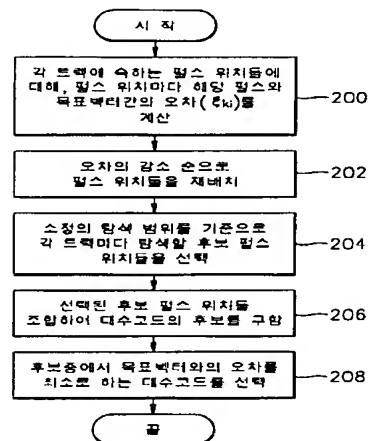 시 작
각 트랙에 속하는 펄스 위치들에
대해, 펄스 위치마다 해당 펄스와
목표벡터간의 오차(ξki)를
계산
200
오차의 감소 순으로
펄스 위치들을 재배치
202
소정의 탐색 범위를 기준으로
각 트랙마다 탐색할 후보 펄스
위치들을 선택
204
선택된 후보 펄스 위치들
조합하여 대수코드의 후보를 구함
206
후보중에서 목표벡터와의 오차를
최소로 하는 대수코드를 선택
208
끝